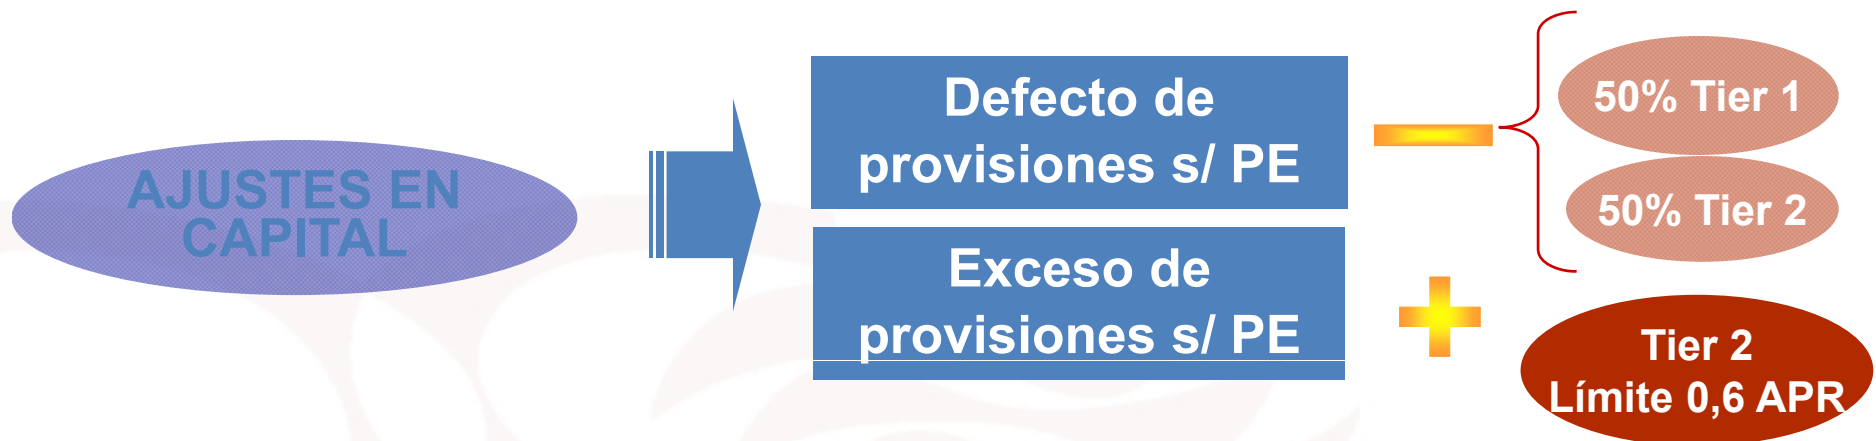 AJUSTES EN
CAPITAL
Defecto de
provisiones s/ PE
50% Tier 1
50% Tier 2
Exceso de
provisiones s/ PE
Tier 2
Límite 0,6 APR